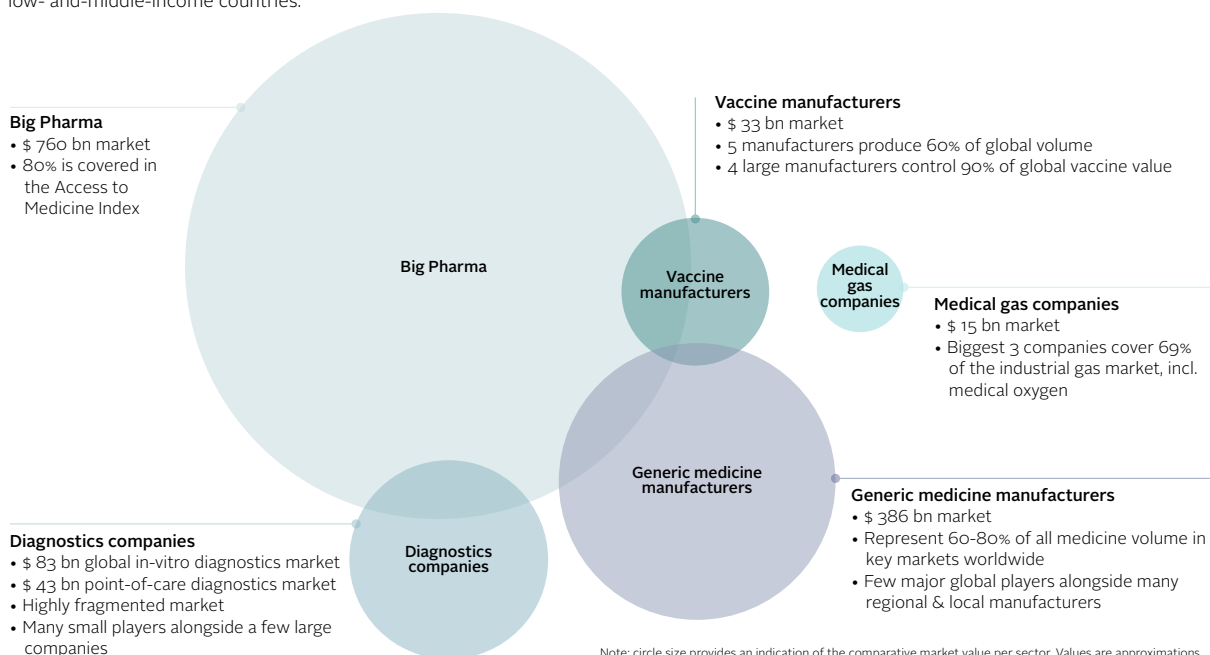 low- and-middle-income countries.
Big Pharma
• $ 760 bn market
• 80% is covered in
the Access to
Medicine Index
Vaccine manufacturers
• $ 33 bn market
• 5 manufacturers produce 60% of global volume
• 4 large manufacturers control 90% of global vaccine value
Big Pharma
Vaccine
manufacturers
Medical
gas
companies
Medical gas companies
• $ 15 bn market
• Biggest 3 companies cover 69%
of the industrial gas market, incl.
medical oxygen
Generic medicine
manufacturers
Generic medicine manufacturers
• $ 386 bn market
• Represent 60-80% of all medicine volume in
key markets worldwide
• Few major global players alongside many
regional & local manufacturers
Diagnostics
companies
Diagnostics companies
• $ 83 bn global in-vitro diagnostics market
• $ 43 bn point-of-care diagnostics market
• Highly fragmented market
• Many small players alongside a few large
companies
Note: circle size provides an indication of the comparative market value per sector. Values are approximations